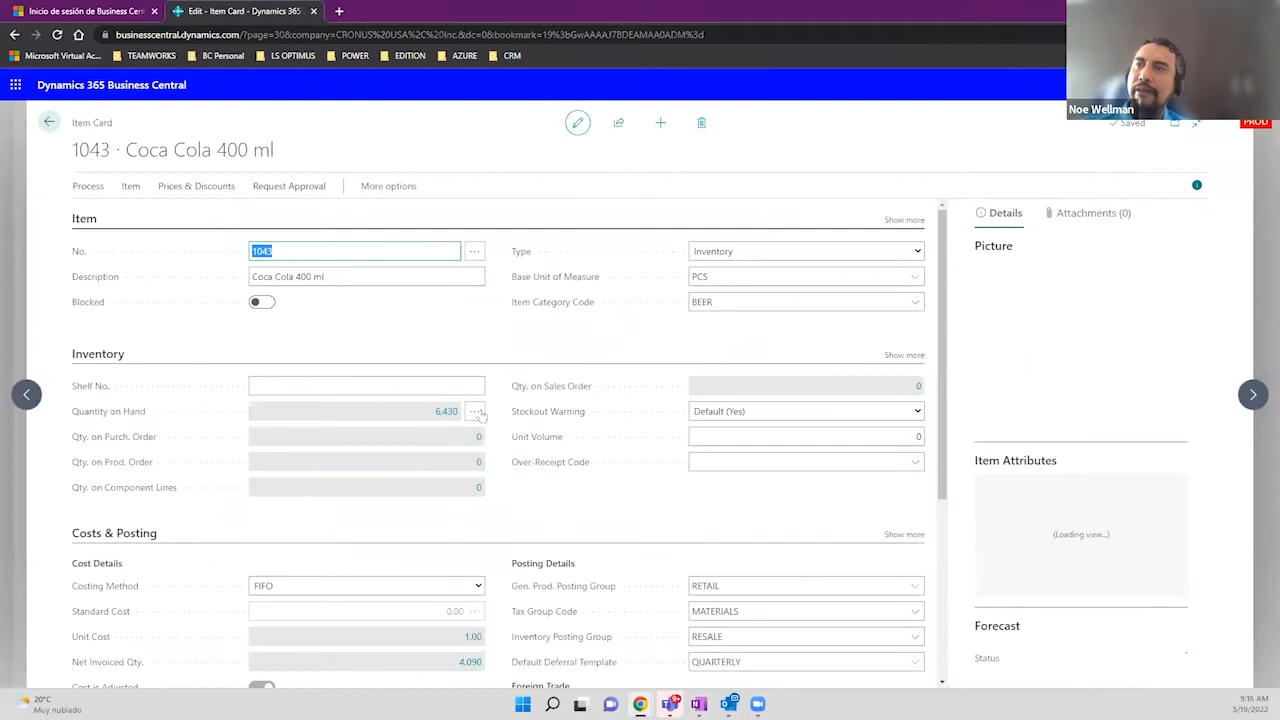 Inicio de sesión de Business Cent
Edit - Item Card - Dynamics 365
businesscentral.dynamics.com/?page=30&company=CRONUS%20USA%2C%20Inc.&dc=0&bookmark=19%3bGwAAAAJ7BDEAMAA0ADM%3d
Microsoft Virtual Ac... TEAMWORKS BC Personal LS OPTIMUS POWER EDITION AZURE CRM
Dynamics 365 Business Central
Noe Wellman
Item Card
Saved
PROD
1043 · Coca Cola 400 ml
Process Item Prices & Discounts Request Approval More options
Item Show more
No. 1043
Description Coca Cola 400 ml
Blocked
Type Inventory
Base Unit of Measure PCS
Item Category Code BEER
Inventory Show more
Shelf No.
Quantity on Hand 6,430
Qty. on Purch. Order 0
Qty. on Prod. Order 0
Qty. on Component Lines 0
Qty. on Sales Order 0
Stockout Warning Default (Yes)
Unit Volume 0
Over-Receipt Code
Costs & Posting Show more
Cost Details
Costing Method FIFO
Standard Cost 0.00
Unit Cost 1.00
Net Invoiced Qty. 4,090
Cost is Adjusted
Posting Details
Gen. Prod. Posting Group RETAIL
Tax Group Code MATERIALS
Inventory Posting Group RESALE
Default Deferral Template QUARTERLY
Foreign Trade
Details Attachments (0)
Picture
Item Attributes
(Loading view...)
Forecast
Status
20°C
Muy nublado
9:16 AM
5/19/2022